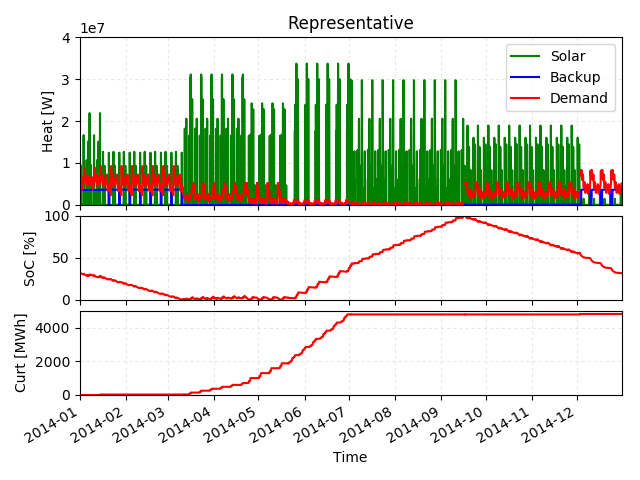 Representative
1e7
4
3
2
1
0
Heat [W]
Solar
Backup
Demand
100
50
0
SoC [%]
4000
2000
0
Curt [MWh]
2014-01
2014-02
2014-03
2014-04
2014-05
2014-06
2014-07
2014-08
2014-09
2014-10
2014-11
2014-12
Time